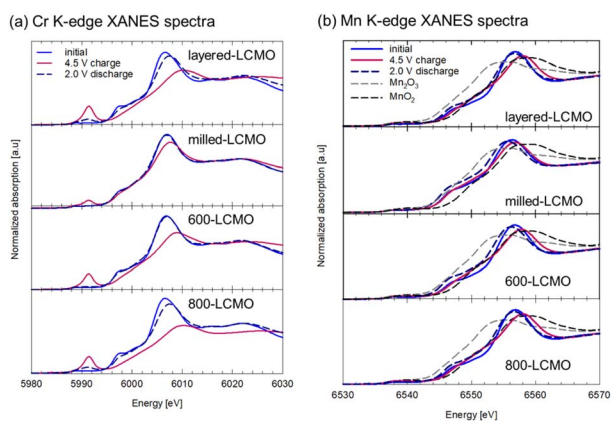 (a) Cr K-edge XANES spectra
initial
4.5 V charge
2.0 V discharge
layered-LCMO
milled-LCMO
600-LCMO
800-LCMO
Normalized absorption [a.u]
5980 5990 6000 6010 6020 6030
Energy [eV]
(b) Mn K-edge XANES spectra
initial
4.5 V charge
2.0 V discharge
Mn₂O₃
MnO₂
layered-LCMO
milled-LCMO
600-LCMO
800-LCMO
Normalized absorption [a.u]
6530 6540 6550 6560 6570
Energy [eV]